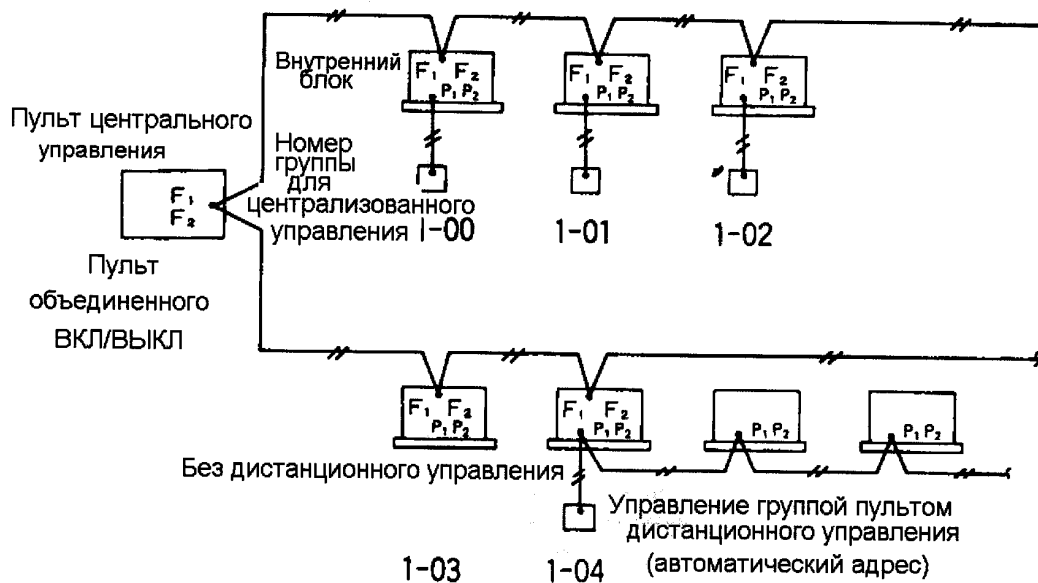 Внутренний
блок
F₁ F₂
P₁ P₂
F₁ F₂
P₁ P₂
F₁ F₂
P₁ P₂
Пульт центрального
управления
F₁
F₂
Номер
группы
для
централизованного
управления
1-00
1-01
1-02
Пульт
объединенного
ВКЛ/ВЫКЛ
F₁ F₂
P₁ P₂
F₁ F₂
P₁ P₂
P₁ P₂
P₁ P₂
Без дистанционного управления
Управление группой пультом
дистанционного управления
(автоматический адрес)
1-03
1-04